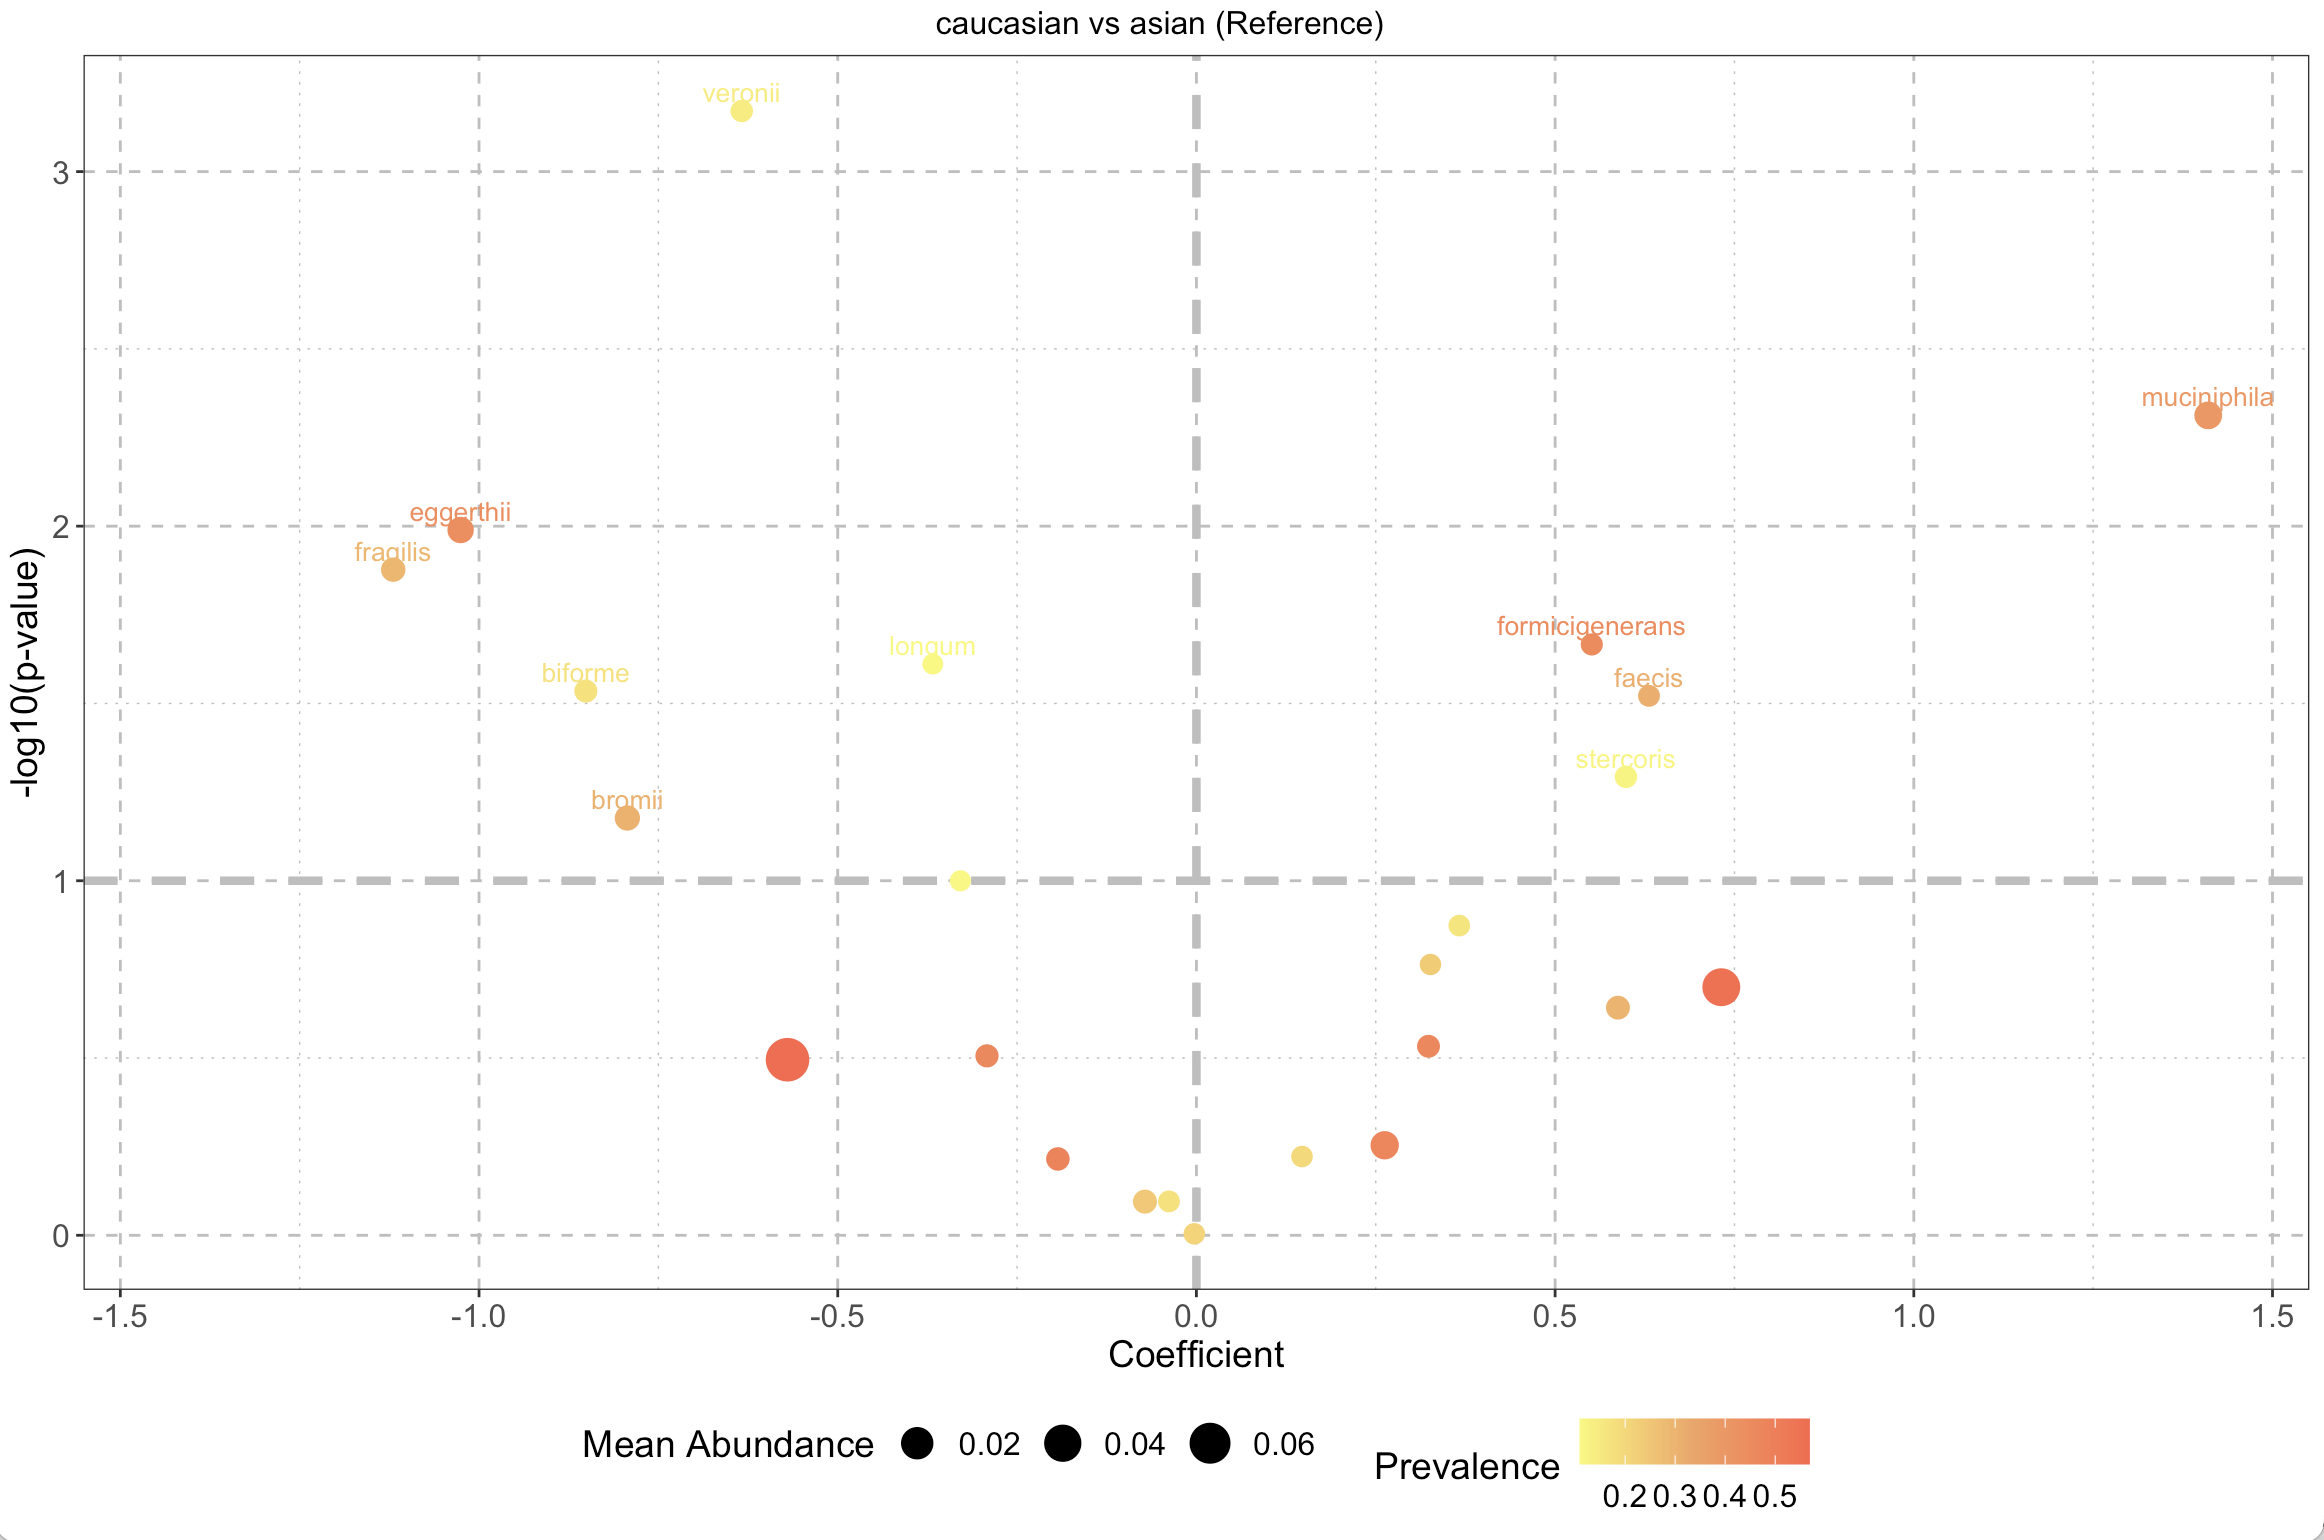 caucasian vs asian (Reference)
veronii
3
muciniphila
eggerthii
2
fragilis
-log10(p-value)
formicigenerans
longum
biforme
faecis
stercoris
bromii
1
0
-1.5 -1.0 -0.5 0.0 0.5 1.0 1.5
Coefficient
Mean Abundance 0.02 0.04 0.06
Prevalence
0.2 0.3 0.4 0.5